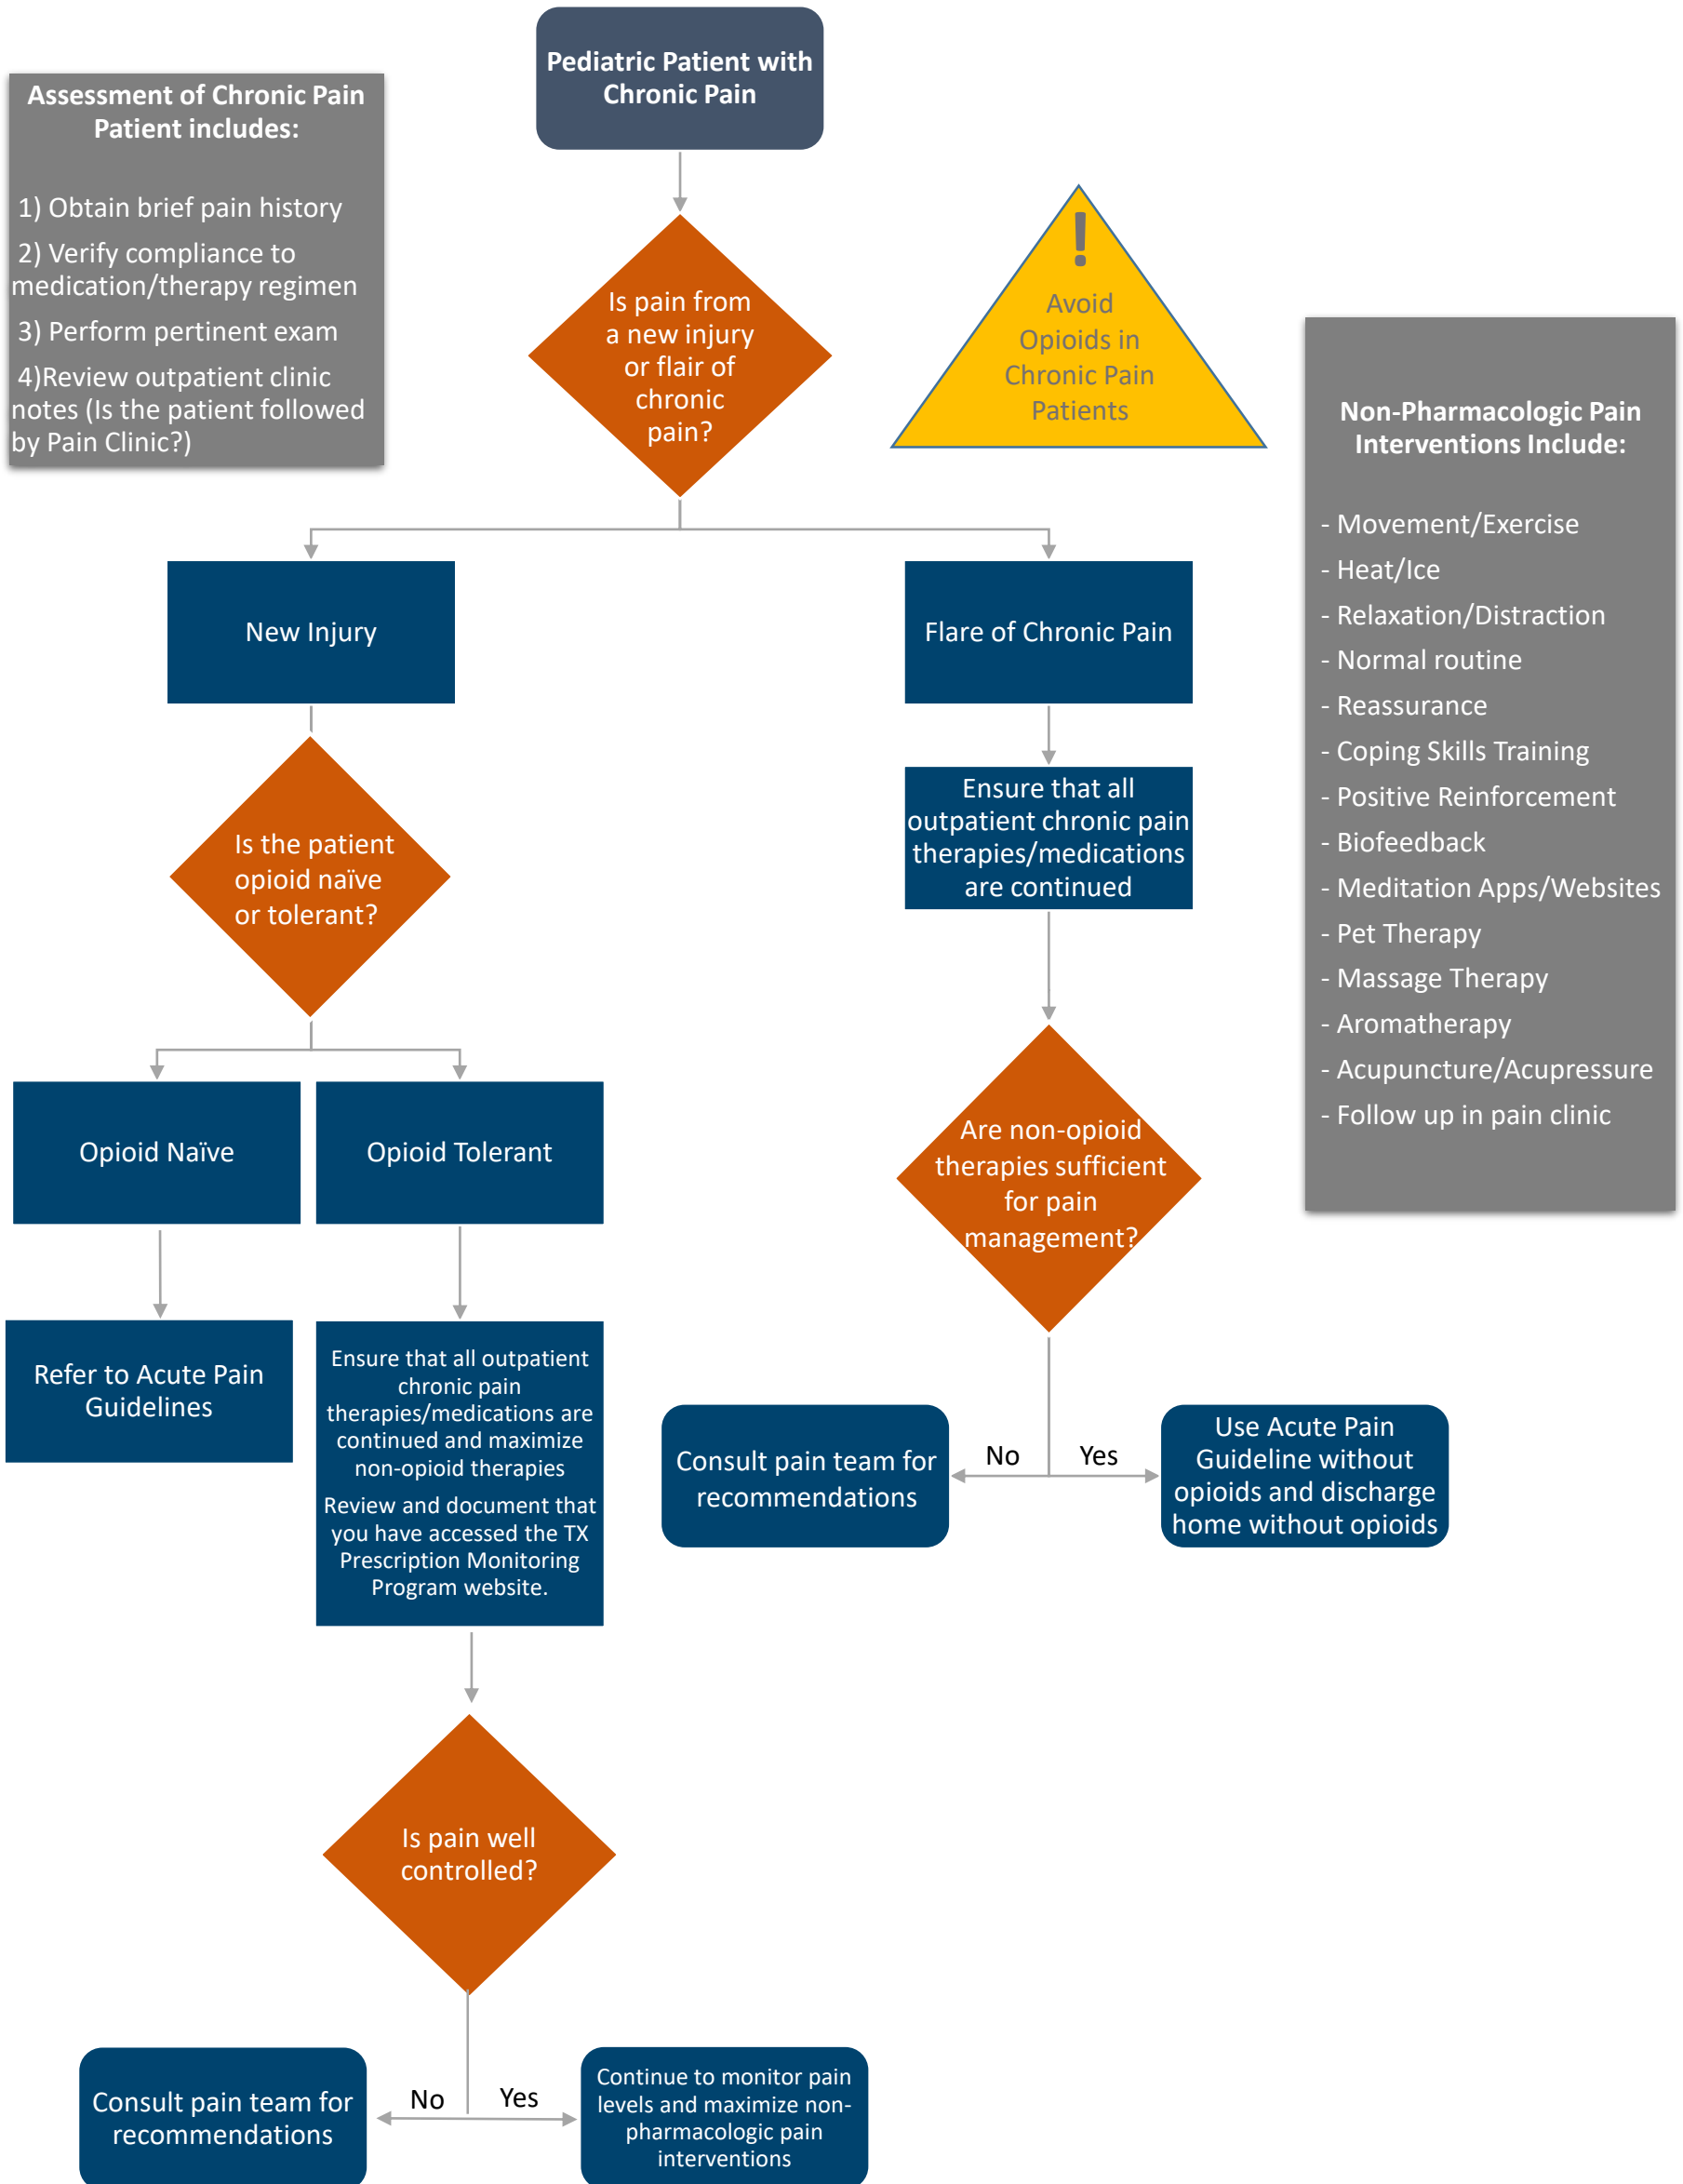 Pediatric Patient with
Chronic Pain
Assessment of Chronic Pain
Patient includes:
1) Obtain brief pain history
2) Verify compliance to
medication/therapy regimen
3) Perform pertinent exam
4)Review outpatient clinic
notes (Is the patient followed
by Pain Clinic?)
Is pain from
a new injury
or flair of
chronic
pain?
!
Avoid
Opioids in
Chronic Pain
Patients
Non-Pharmacologic Pain
Interventions Include:
- Movement/Exercise
- Heat/Ice
- Relaxation/Distraction
- Normal routine
- Reassurance
- Coping Skills Training
- Positive Reinforcement
- Biofeedback
- Meditation Apps/Websites
- Pet Therapy
- Massage Therapy
- Aromatherapy
- Acupuncture/Acupressure
- Follow up in pain clinic
New Injury
Flare of Chronic Pain
Is the patient
opioid naïve
or tolerant?
Ensure that all
outpatient chronic pain
therapies/medications
are continued
Opioid Naïve
Opioid Tolerant
Are non-opioid
therapies sufficient
for pain
management?
Refer to Acute Pain
Guidelines
Ensure that all outpatient
chronic pain
therapies/medications are
continued and maximize
non-opioid therapies
Review and document that
you have accessed the TX
Prescription Monitoring
Program website.
Consult pain team for
recommendations
No
Yes
Use Acute Pain
Guideline without
opioids and discharge
home without opioids
Is pain well
controlled?
Consult pain team for
recommendations
No
Yes
Continue to monitor pain
levels and maximize non-
pharmacologic pain
interventions